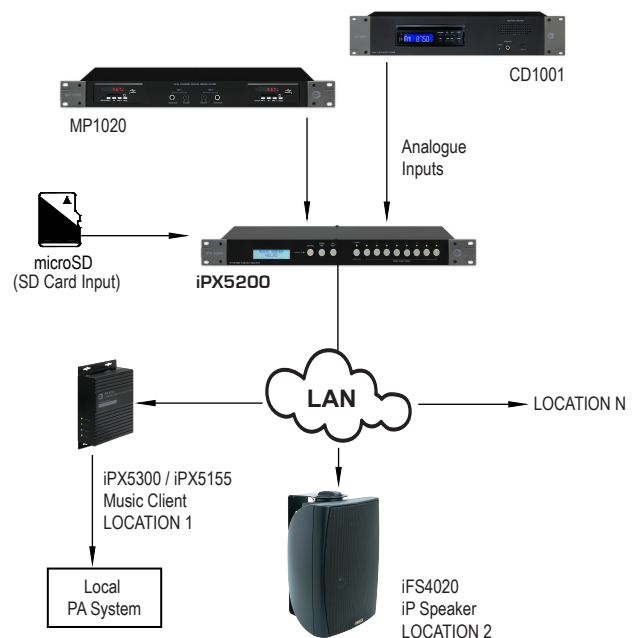 CD1001
MP1020
Analogue
Inputs
microSD
(SD Card Input)
iPX5200
LAN
LOCATION N
iPX5300 / iPX5155
Music Client
LOCATION 1
Local
PA System
iFS4020
iP Speaker
LOCATION 2